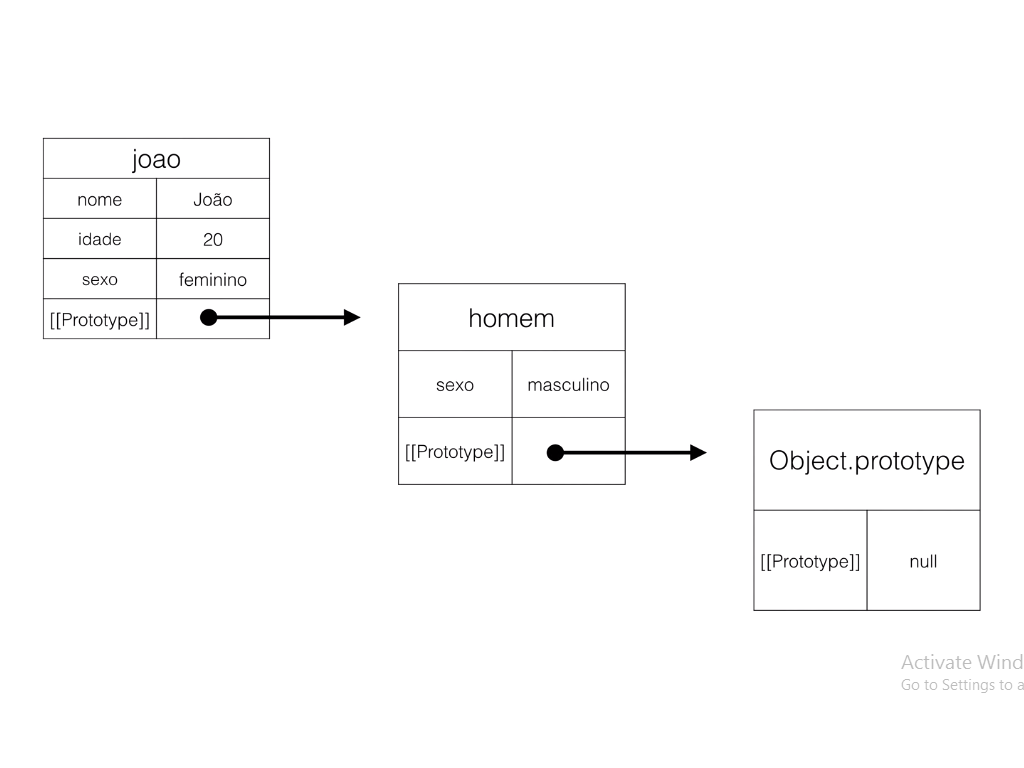 joao
nome João
idade 20
sexo feminino
[[Prototype]]
homem
sexo masculino
[[Prototype]]
Object.prototype
[[Prototype]] null
Activate Wind
Go to Settings to a